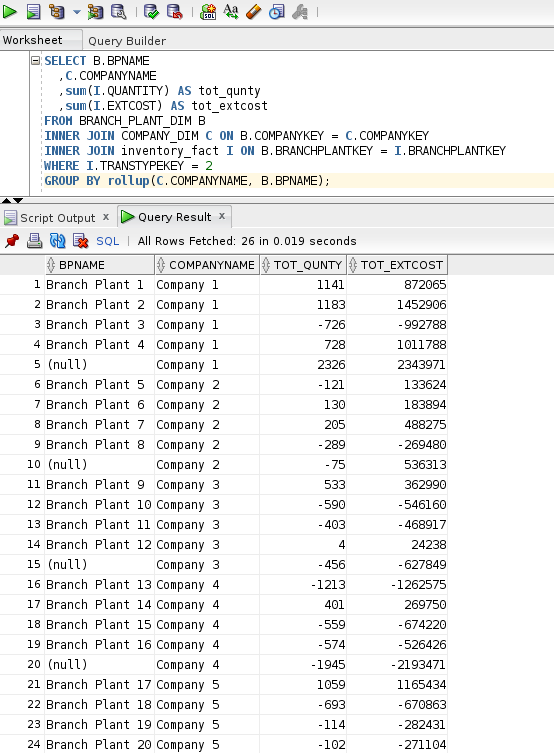 Worksheet Query Builder
SELECT B.BPNAME
,C.COMPANYNAME
,sum(I.QUANTITY) AS tot_qunty
,sum(I.EXTCOST) AS tot_extcost
FROM BRANCH_PLANT_DIM B
INNER JOIN COMPANY_DIM C ON B.COMPANYKEY = C.COMPANYKEY
INNER JOIN inventory_fact I ON B.BRANCHPLANTKEY = I.BRANCHPLANTKEY
WHERE I.TRANSTYPEKEY = 2
GROUP BY rollup(C.COMPANYNAME, B.BPNAME);
Script Output x Query Result x
SQL | All Rows Fetched: 26 in 0.019 seconds
BPNAME COMPANYNAME TOT_QUNTY TOT_EXTCOST
1 Branch Plant 1 Company 1 1141 872065
2 Branch Plant 2 Company 1 1183 1452906
3 Branch Plant 3 Company 1 -726 -992788
4 Branch Plant 4 Company 1 728 1011788
5 (null) Company 1 2326 2343971
6 Branch Plant 5 Company 2 -121 133624
7 Branch Plant 6 Company 2 130 183894
8 Branch Plant 7 Company 2 205 488275
9 Branch Plant 8 Company 2 -289 -269480
10 (null) Company 2 -75 536313
11 Branch Plant 9 Company 3 533 362990
12 Branch Plant 10 Company 3 -590 -546160
13 Branch Plant 11 Company 3 -403 -468917
14 Branch Plant 12 Company 3 4 24238
15 (null) Company 3 -456 -627849
16 Branch Plant 13 Company 4 -1213 -1262575
17 Branch Plant 14 Company 4 401 269750
18 Branch Plant 15 Company 4 -559 -674220
19 Branch Plant 16 Company 4 -574 -526426
20 (null) Company 4 -1945 -2193471
21 Branch Plant 17 Company 5 1059 1165434
22 Branch Plant 18 Company 5 -693 -670863
23 Branch Plant 19 Company 5 -114 -282431
24 Branch Plant 20 Company 5 -102 -271104